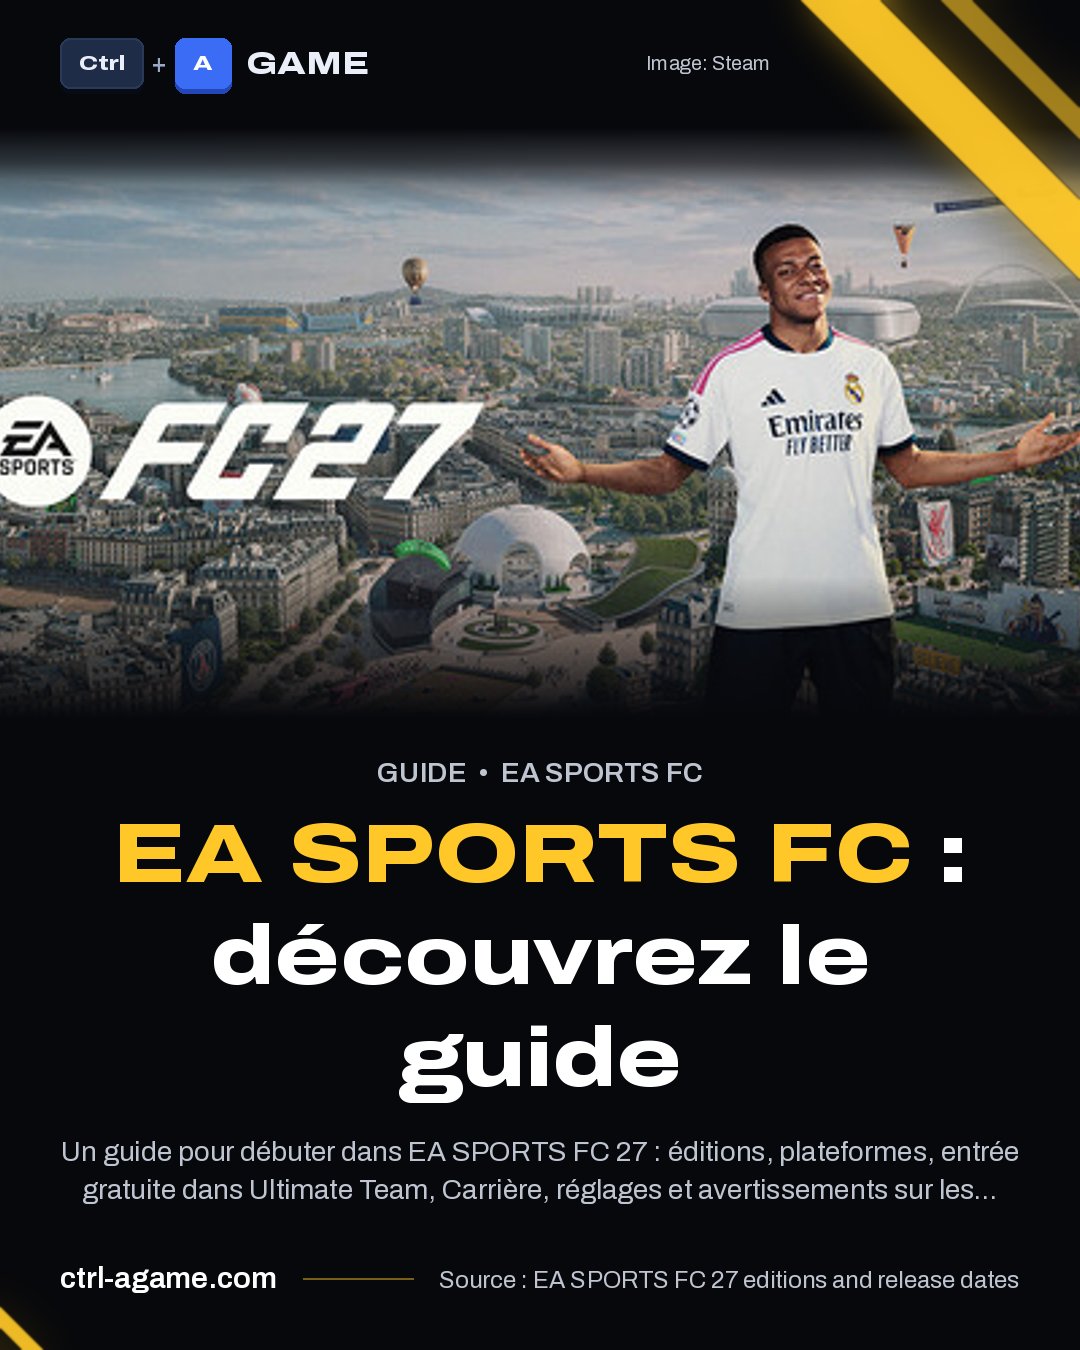 Ctrl + A GAME
Image: Steam
EA SPORTS FC27
Emirates
FLY BETTER
GUIDE • EA SPORTS FC
EA SPORTS FC :
découvrez le
guide
Un guide pour débuter dans EA SPORTS FC 27 : éditions, plateformes, entrée
gratuite dans Ultimate Team, Carrière, réglages et avertissements sur les...
ctrl-agame.com
Source : EA SPORTS FC 27 editions and release dates